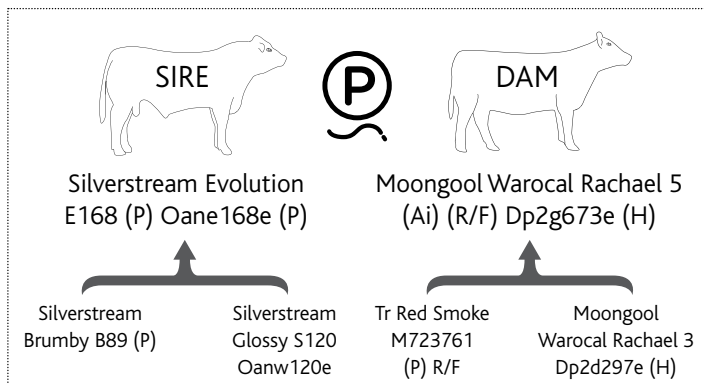 SIRE
P
DAM
Silverstream Evolution
E168 (P) Oane168e (P)
Moongool Warocal Rachael 5
(Ai) (R/F) Dp2g673e (H)
Silverstream
Brumby B89 (P)
Silverstream
Glossy S120
Oanw120e
Tr Red Smoke
M723761
(P) R/F
Moongool
Warocal Rachael 3
Dp2d297e (H)